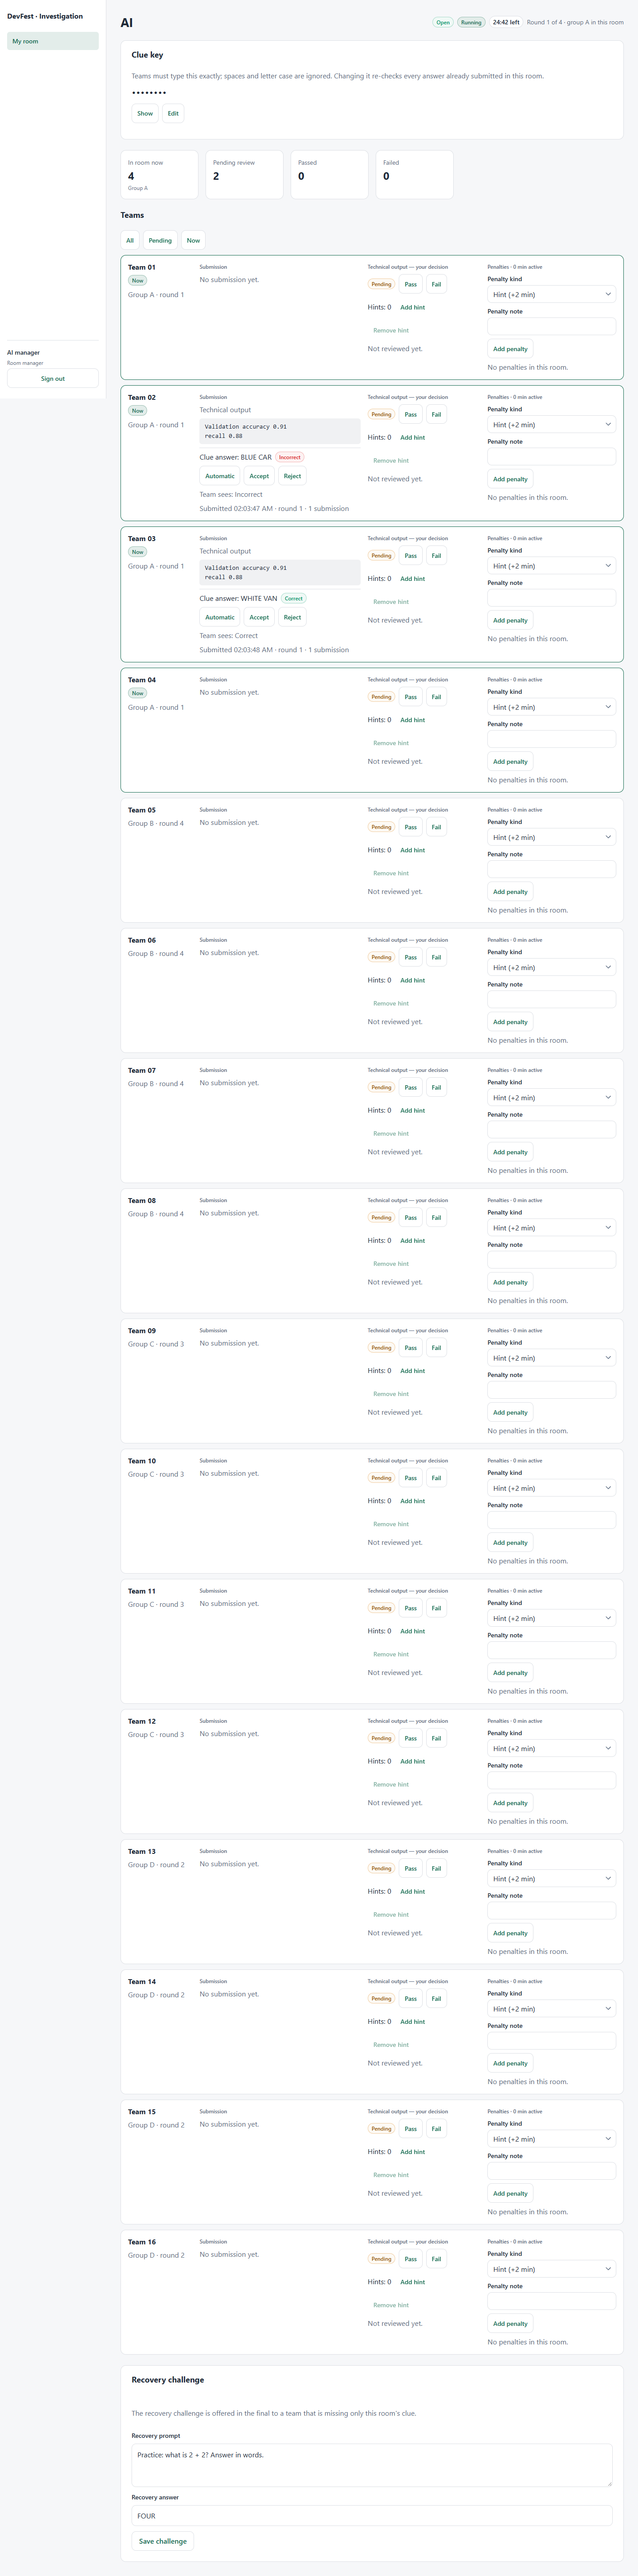 DevFest · Investigation
My room
AI manager
Room manager
Sign out
AI
Open
Running
24:42 left
Round 1 of 4 · group A in this room
Clue key
Teams must type this exactly: spaces and letter case are ignored. Changing it re-checks every answer already submitted in this room.
••••••••
Show
Edit
In room now
4
Group A
Pending review
2
Passed
0
Failed
0
Teams
All
Pending
Now
Team 01
Now
Group A · round 1
Submission
No submission yet.
Technical output — your decision
Pending
Pass
Fail
Hints: 0
Add hint
Remove hint
Not reviewed yet.
Penalties · 0 min active
Penalty kind
Hint (+2 min)
Penalty note
Add penalty
No penalties in this room.
Team 02
Now
Group A · round 1
Submission
Technical output
Validation accuracy 0.91
recall 0.88
Clue answer: BLUE CAR
Incorrect
Automatic
Accept
Reject
Team sees: Incorrect
Submitted 02:03:47 AM · round 1 · 1 submission
Technical output — your decision
Pending
Pass
Fail
Hints: 0
Add hint
Remove hint
Not reviewed yet.
Penalties · 0 min active
Penalty kind
Hint (+2 min)
Penalty note
Add penalty
No penalties in this room.
Team 03
Now
Group A · round 1
Submission
Technical output
Validation accuracy 0.91
recall 0.88
Clue answer: WHITE VAN
Correct
Automatic
Accept
Reject
Team sees: Correct
Submitted 02:03:48 AM · round 1 · 1 submission
Technical output — your decision
Pending
Pass
Fail
Hints: 0
Add hint
Remove hint
Not reviewed yet.
Penalties · 0 min active
Penalty kind
Hint (+2 min)
Penalty note
Add penalty
No penalties in this room.
Team 04
Now
Group A · round 1
Submission
No submission yet.
Technical output — your decision
Pending
Pass
Fail
Hints: 0
Add hint
Remove hint
Not reviewed yet.
Penalties · 0 min active
Penalty kind
Hint (+2 min)
Penalty note
Add penalty
No penalties in this room.
Team 05
Group B · round 4
Submission
No submission yet.
Technical output — your decision
Pending
Pass
Fail
Hints: 0
Add hint
Remove hint
Not reviewed yet.
Penalties · 0 min active
Penalty kind
Hint (+2 min)
Penalty note
Add penalty
No penalties in this room.
Team 06
Group B · round 4
Submission
No submission yet.
Technical output — your decision
Pending
Pass
Fail
Hints: 0
Add hint
Remove hint
Not reviewed yet.
Penalties · 0 min active
Penalty kind
Hint (+2 min)
Penalty note
Add penalty
No penalties in this room.
Team 07
Group B · round 4
Submission
No submission yet.
Technical output — your decision
Pending
Pass
Fail
Hints: 0
Add hint
Remove hint
Not reviewed yet.
Penalties · 0 min active
Penalty kind
Hint (+2 min)
Penalty note
Add penalty
No penalties in this room.
Team 08
Group B · round 4
Submission
No submission yet.
Technical output — your decision
Pending
Pass
Fail
Hints: 0
Add hint
Remove hint
Not reviewed yet.
Penalties · 0 min active
Penalty kind
Hint (+2 min)
Penalty note
Add penalty
No penalties in this room.
Team 09
Group C · round 3
Submission
No submission yet.
Technical output — your decision
Pending
Pass
Fail
Hints: 0
Add hint
Remove hint
Not reviewed yet.
Penalties · 0 min active
Penalty kind
Hint (+2 min)
Penalty note
Add penalty
No penalties in this room.
Team 10
Group C · round 3
Submission
No submission yet.
Technical output — your decision
Pending
Pass
Fail
Hints: 0
Add hint
Remove hint
Not reviewed yet.
Penalties · 0 min active
Penalty kind
Hint (+2 min)
Penalty note
Add penalty
No penalties in this room.
Team 11
Group C · round 3
Submission
No submission yet.
Technical output — your decision
Pending
Pass
Fail
Hints: 0
Add hint
Remove hint
Not reviewed yet.
Penalties · 0 min active
Penalty kind
Hint (+2 min)
Penalty note
Add penalty
No penalties in this room.
Team 12
Group C · round 3
Submission
No submission yet.
Technical output — your decision
Pending
Pass
Fail
Hints: 0
Add hint
Remove hint
Not reviewed yet.
Penalties · 0 min active
Penalty kind
Hint (+2 min)
Penalty note
Add penalty
No penalties in this room.
Team 13
Group D · round 2
Submission
No submission yet.
Technical output — your decision
Pending
Pass
Fail
Hints: 0
Add hint
Remove hint
Not reviewed yet.
Penalties · 0 min active
Penalty kind
Hint (+2 min)
Penalty note
Add penalty
No penalties in this room.
Team 14
Group D · round 2
Submission
No submission yet.
Technical output — your decision
Pending
Pass
Fail
Hints: 0
Add hint
Remove hint
Not reviewed yet.
Penalties · 0 min active
Penalty kind
Hint (+2 min)
Penalty note
Add penalty
No penalties in this room.
Team 15
Group D · round 2
Submission
No submission yet.
Technical output — your decision
Pending
Pass
Fail
Hints: 0
Add hint
Remove hint
Not reviewed yet.
Penalties · 0 min active
Penalty kind
Hint (+2 min)
Penalty note
Add penalty
No penalties in this room.
Team 16
Group D · round 2
Submission
No submission yet.
Technical output — your decision
Pending
Pass
Fail
Hints: 0
Add hint
Remove hint
Not reviewed yet.
Penalties · 0 min active
Penalty kind
Hint (+2 min)
Penalty note
Add penalty
No penalties in this room.
Recovery challenge
The recovery challenge is offered in the final to a team that is missing only this room's clue.
Recovery prompt
Practice: what is 2 + 2? Answer in words.
Recovery answer
FOUR
Save challenge